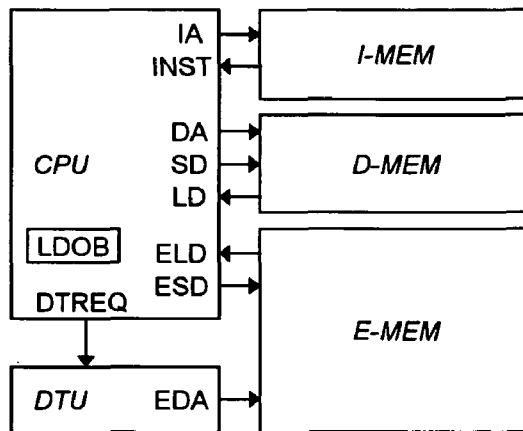 IA
I-MEM
INST
DA
D-MEM
CPU
SD
LD
LDOB
ELD
ESD
DTREQ
E-MEM
DTU
EDA